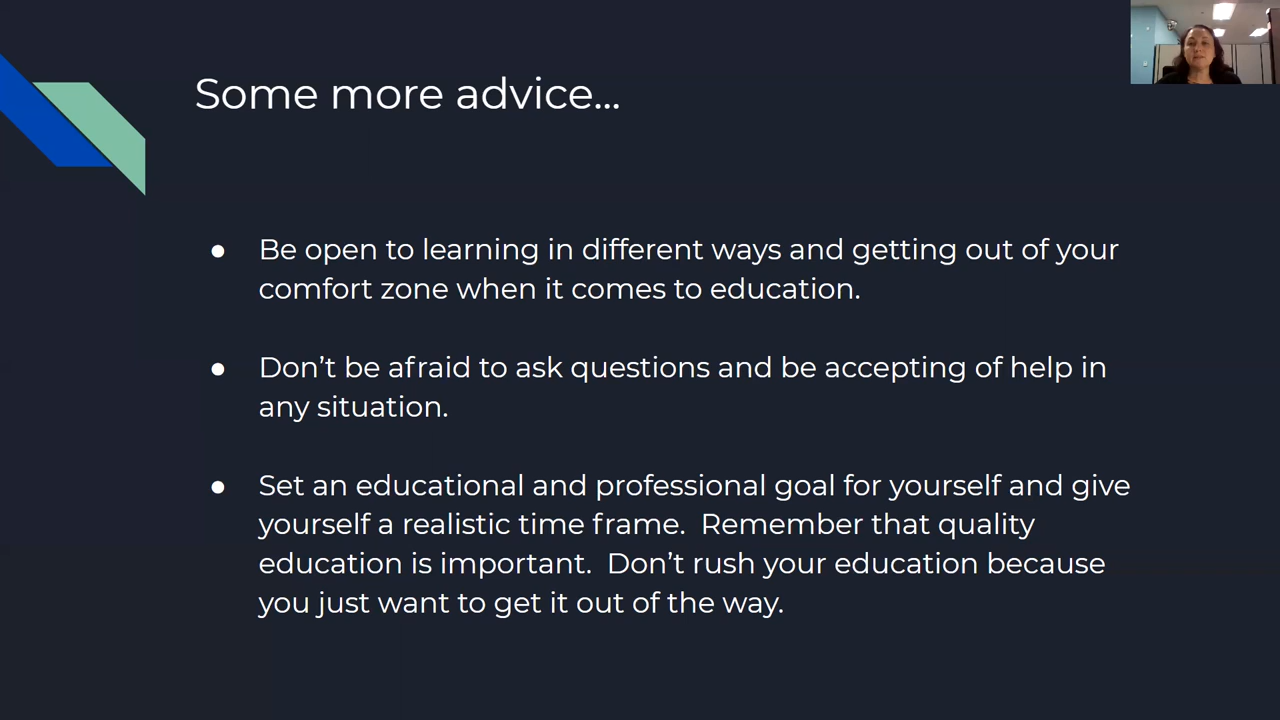 Some more advice...
● Be open to learning in different ways and getting out of your
comfort zone when it comes to education.
● Don’t be afraid to ask questions and be accepting of help in
any situation.
● Set an educational and professional goal for yourself and give
yourself a realistic time frame.  Remember that quality
education is important.  Don’t rush your education because
you just want to get it out of the way.